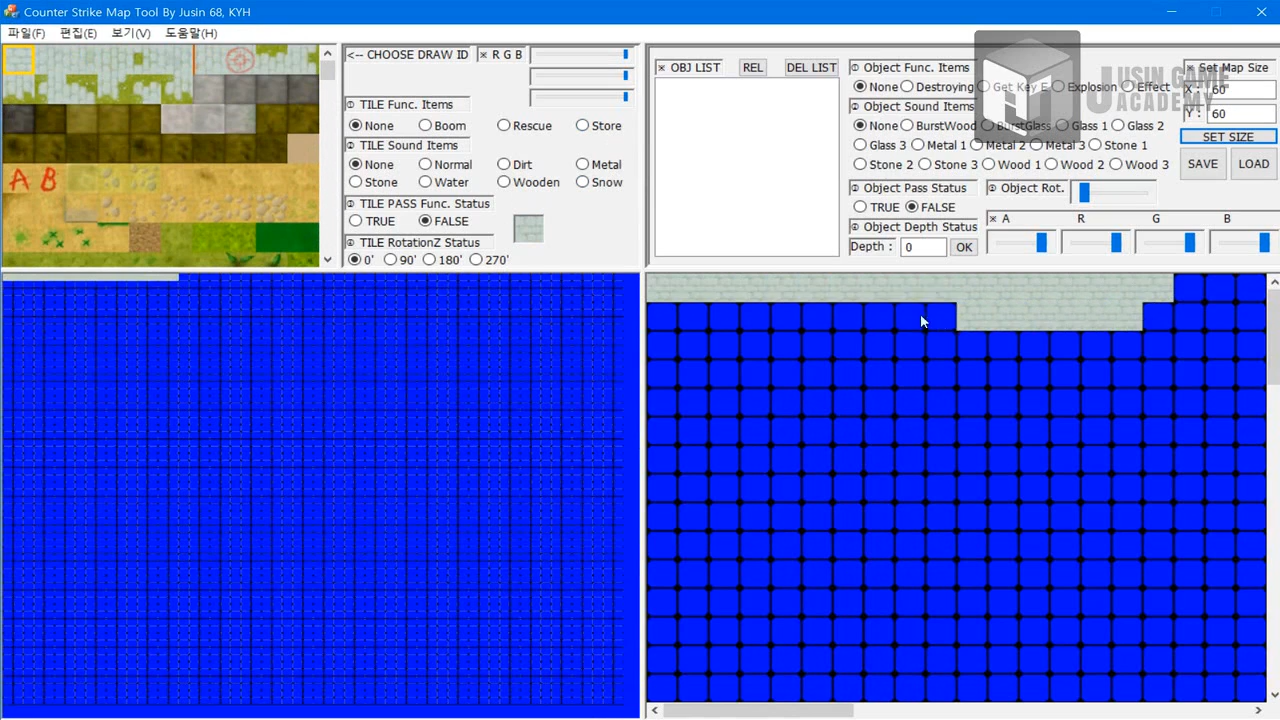 Counter Strike Map Tool By Jusin 68, KYH
파일(F) 편집(E) 보기(V) 도움말(H)
<-- CHOOSE DRAW ID
R G B
TILE Func. Items
None Boom Rescue Store
TILE Sound Items
None Normal Dirt Metal
Stone Water Wooden Snow
TILE PASS Func. Status
TRUE FALSE
TILE RotationZ Status
0' 90' 180' 270'
A B
OBJ LIST REL DEL LIST
Object Func. Items
None Destroying Get Key E Explosion Effect
Object Sound Items
None BurstWood BurstGlass Glass 1 Glass 2
Glass 3 Metal 1 Metal 2 Metal 3 Stone 1
Stone 2 Stone 3 Wood 1 Wood 2 Wood 3
Object Pass Status
TRUE FALSE
Object Rot.
Object Depth Status
Depth : 0 OK
A R G B
Set Map Size
X : 60
Y : 60
SET SIZE
SAVE LOAD
JUSIN GAME
ACADEMY